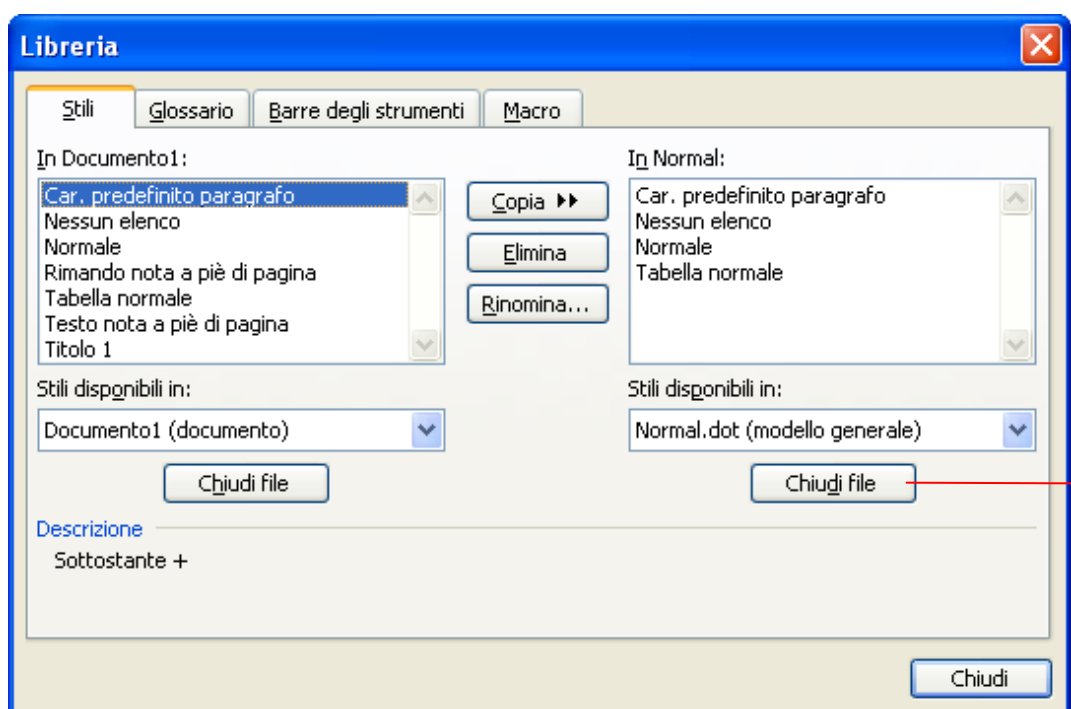 Libreria
Stili Glossario Barre degli strumenti Macro
In Documento1:
Car. predefinito paragrafo
Nessun elenco
Normale
Rimando nota a piè di pagina
Tabella normale
Testo nota a piè di pagina
Titolo 1
Stili disponibili in:
Documento1 (documento)
Chiudi file
Copia
Elimina
Rinomina...
In Normal:
Car. predefinito paragrafo
Nessun elenco
Normale
Tabella normale
Stili disponibili in:
Normal.dot (modello generale)
Chiudi file
Descrizione
Sottostante +
Chiudi